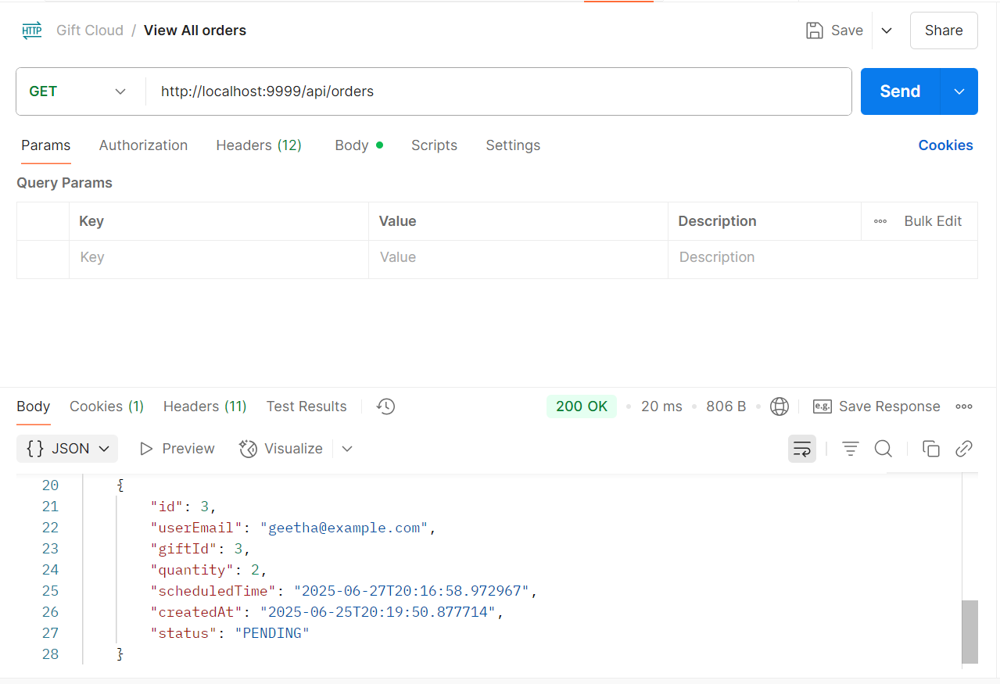 HTTP Gift Cloud / View All orders Save Share
GET http://localhost:9999/api/orders Send
Params Authorization Headers (12) Body Scripts Settings Cookies
Query Params
Key Value Description Bulk Edit
Key Value Description
Body Cookies (1) Headers (11) Test Results 200 OK 20 ms 806 B e.g. Save Response
{} JSON Preview Visualize
20 {
21 "id": 3,
22 "userEmail": "geetha@example.com",
23 "giftId": 3,
24 "quantity": 2,
25 "scheduledTime": "2025-06-27T20:16:58.972967",
26 "createdAt": "2025-06-25T20:19:50.877714",
27 "status": "PENDING"
28 }